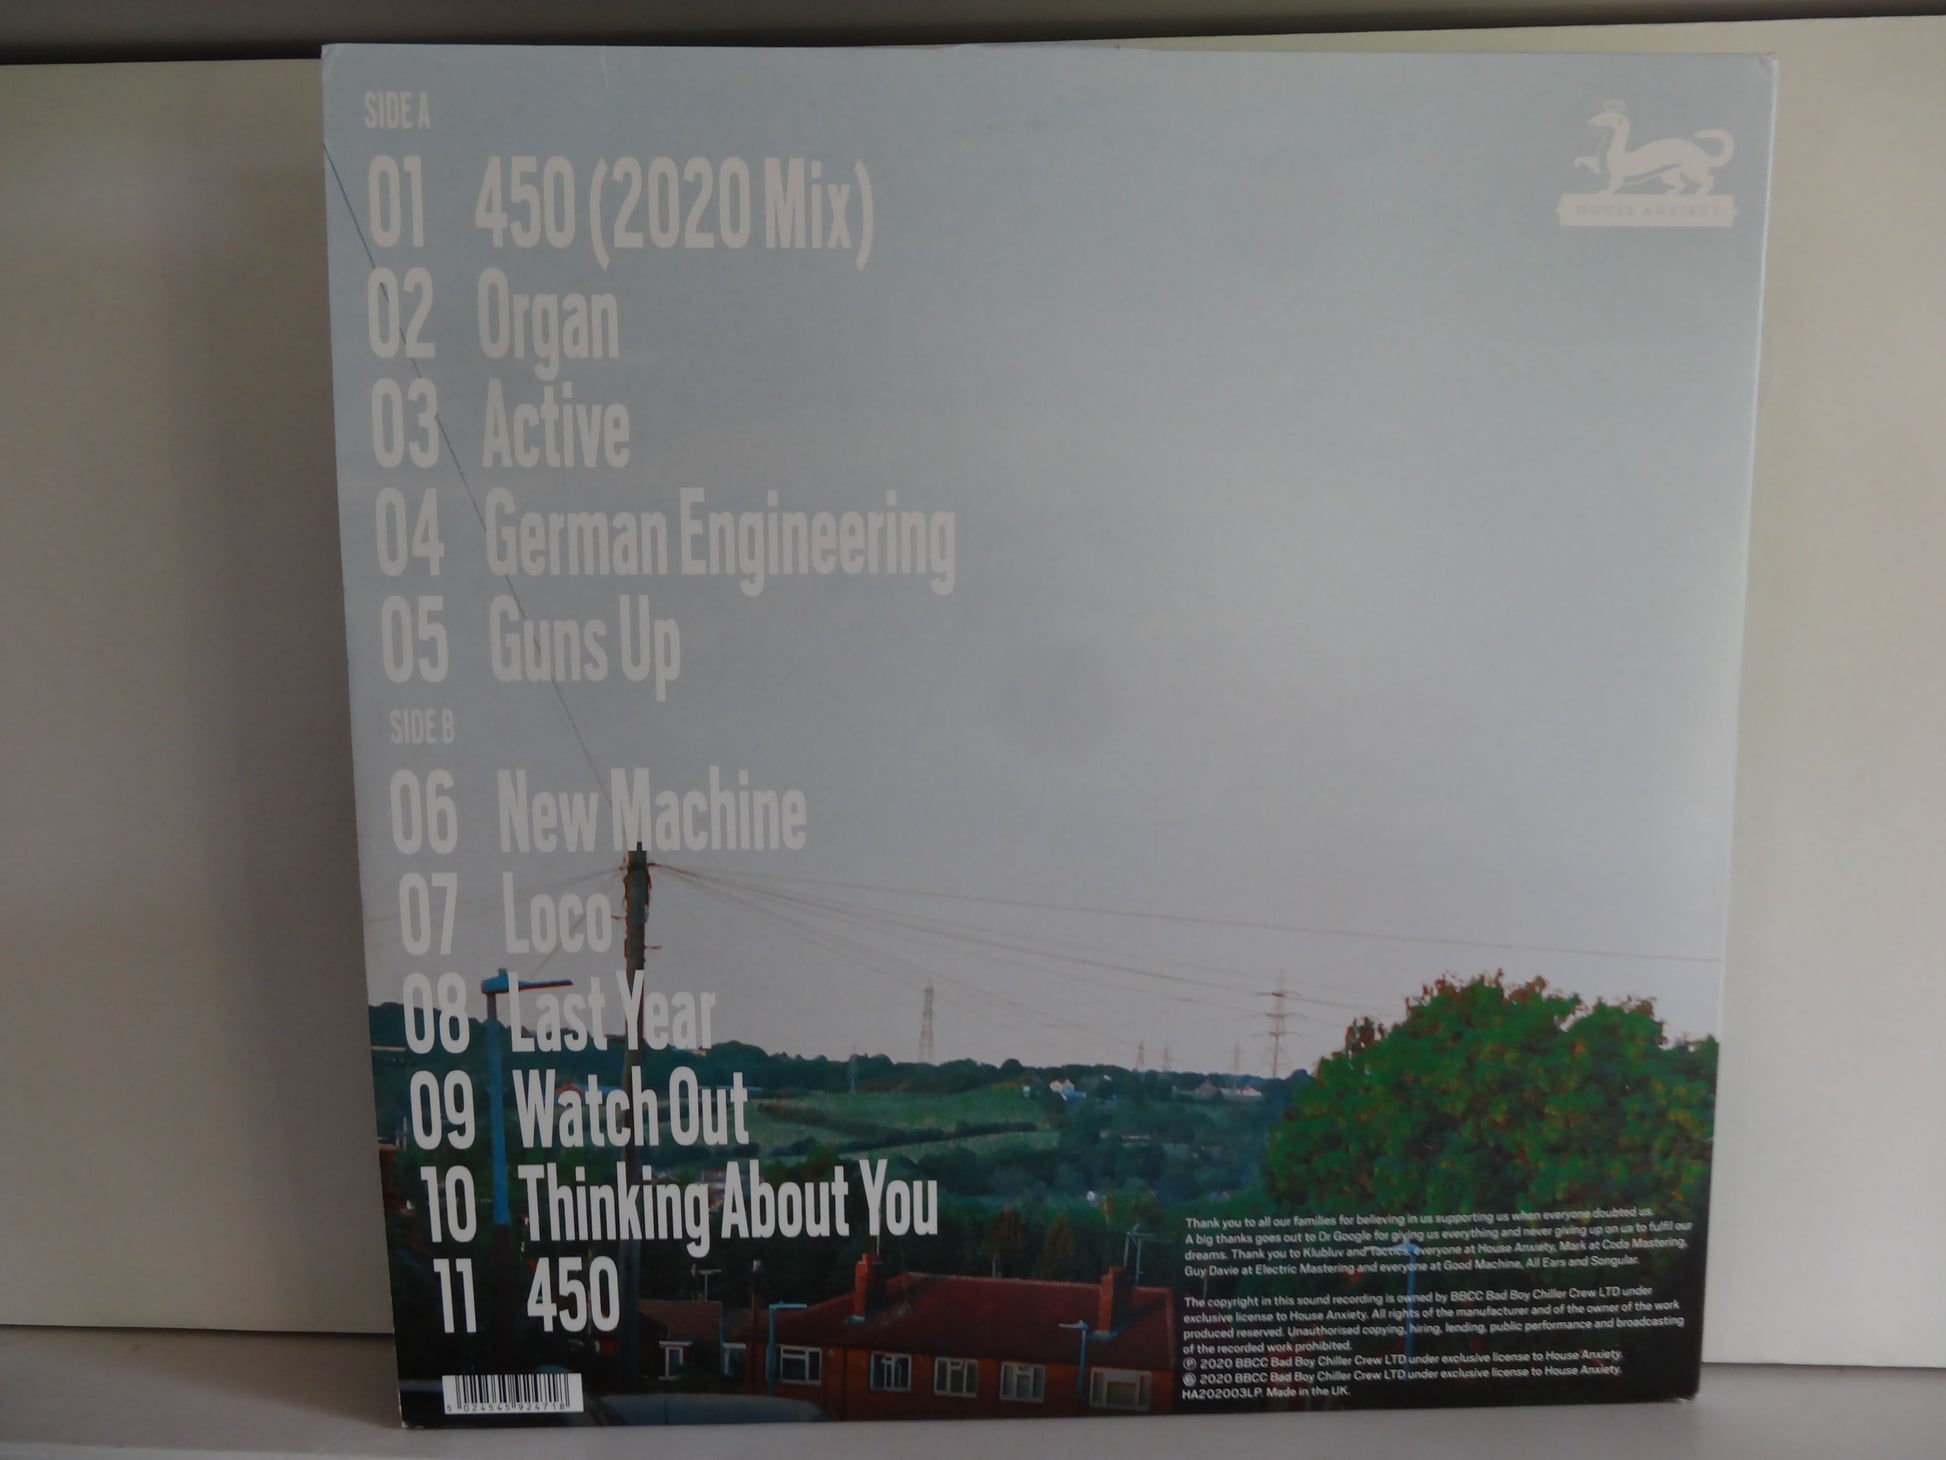 SIDE A
01 450 (2020 Mix)
02 Organ
03 Active
04 German Engineering
05 Guns Up
SIDE B
06 New Machine
07 Loco
08 Last Year
09 Watch Out
10 Thinking About You
11 450
HOUSE ANXIETY
Thank you to all our families for believing in us supporting us when everyone doubted us.
A big thanks goes out to Dr Google for giving us everything and never giving up on us to fulfil our
dreams. Thank you to Klubluv and Tactics, everyone at House Anxiety, Mark at Coda Mastering,
Guy Davie at Electric Mastering and everyone at Good Machine, All Ears and Songular.
The copyright in this sound recording is owned by BBCC Bad Boy Chiller Crew LTD under
exclusive license to House Anxiety. All rights of the manufacturer and of the owner of the work
produced reserved. Unauthorised copying, hiring, lending, public performance and broadcasting
of the recorded work prohibited.
℗ 2020 BBCC Bad Boy Chiller Crew LTD under exclusive license to House Anxiety.
© 2020 BBCC Bad Boy Chiller Crew LTD under exclusive license to House Anxiety.
HA202003LP. Made in the UK.
5 024545 924718